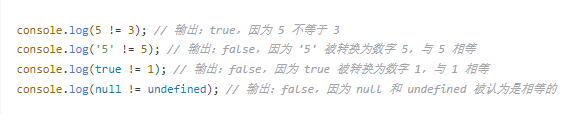 console.log(5 != 3); // 输出：true，因为 5 不等于 3
console.log('5' != 5); // 输出：false，因为 '5' 被转换为数字 5，与 5 相等
console.log(true != 1); // 输出：false，因为 true 被转换为数字 1，与 1 相等
console.log(null != undefined); // 输出：false，因为 null 和 undefined 被认为是相等的